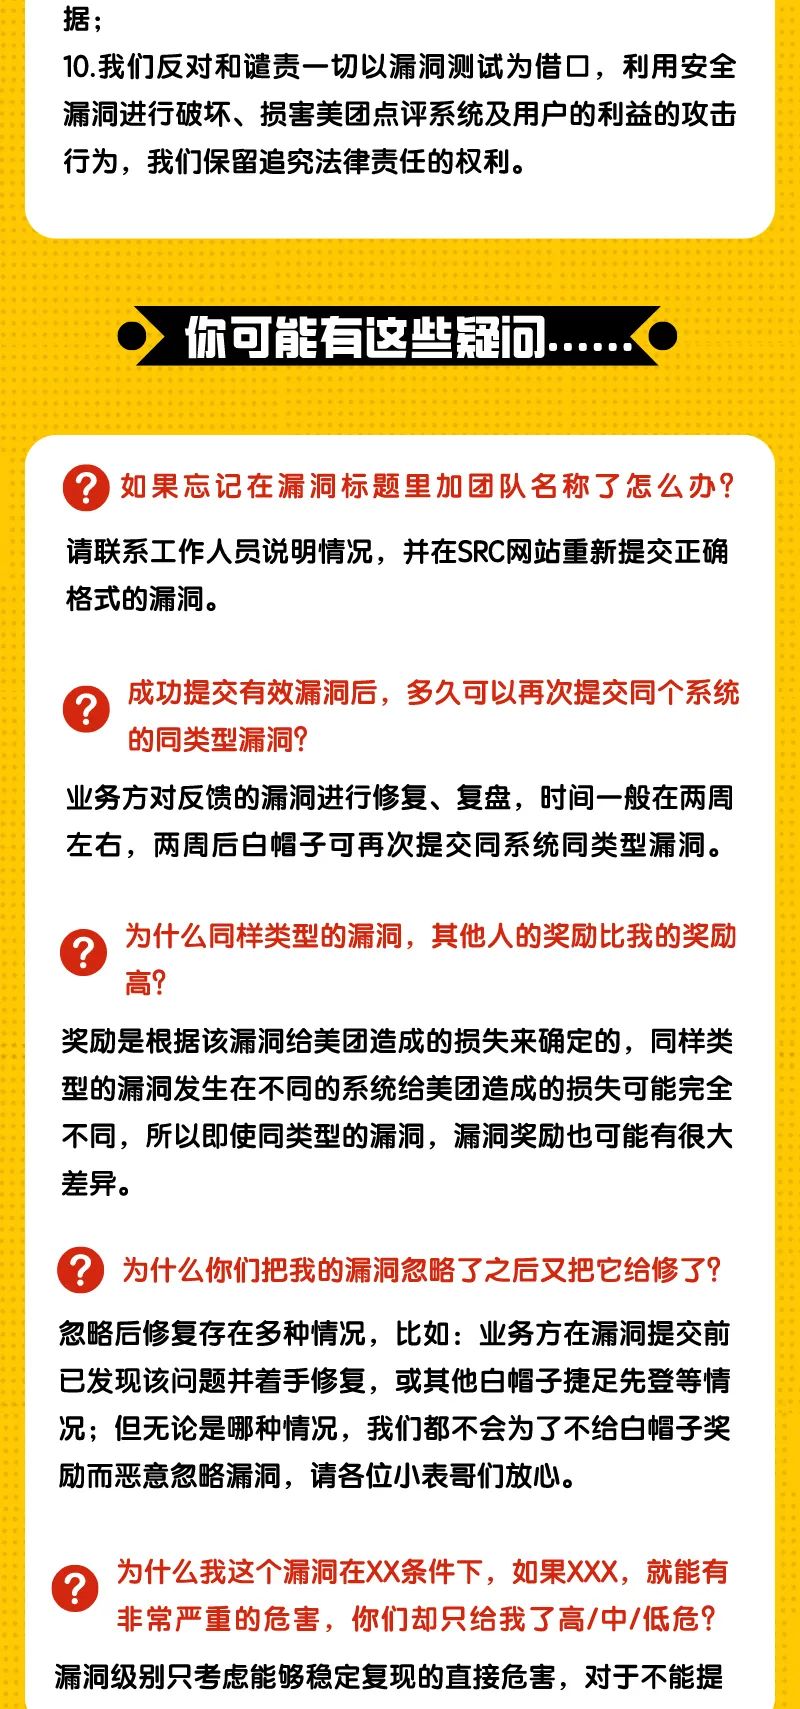 据；
10.我们反对和谴责一切以漏洞测试为借口，利用安全
漏洞进行破坏、损害美团点评系统及用户的利益的攻击
行为，我们保留追究法律责任的权利。
你可能有这些疑问......
? 如果忘记在漏洞标题里加团队名称了怎么办？
请联系工作人员说明情况，并在SRC网站重新提交正确
格式的漏洞。
? 成功提交有效漏洞后，多久可以再次提交同个系统
的同类型漏洞？
业务方对反馈的漏洞进行修复、复盘，时间一般在两周
左右，两周后白帽子可再次提交同系统同类型漏洞。
? 为什么同样类型的漏洞，其他人的奖励比我的奖励
高？
奖励是根据该漏洞给美团造成的损失来确定的，同样类
型的漏洞发生在不同的系统给美团造成的损失可能完全
不同，所以即使同类型的漏洞，漏洞奖励也可能有很大
差异。
? 为什么你们把我的漏洞忽略了之后又把它给修了？
忽略后修复存在多种情况，比如：业务方在漏洞提交前
已发现该问题并着手修复，或其他白帽子捷足先登等情
况；但无论是哪种情况，我们都不会为了不给白帽子奖
励而恶意忽略漏洞，请各位小表哥们放心。
? 为什么我这个漏洞在XX条件下，如果XXX，就能有
非常严重的危害，你们却只给我了高/中/低危？
漏洞级别只考虑能够稳定复现的直接危害，对于不能提